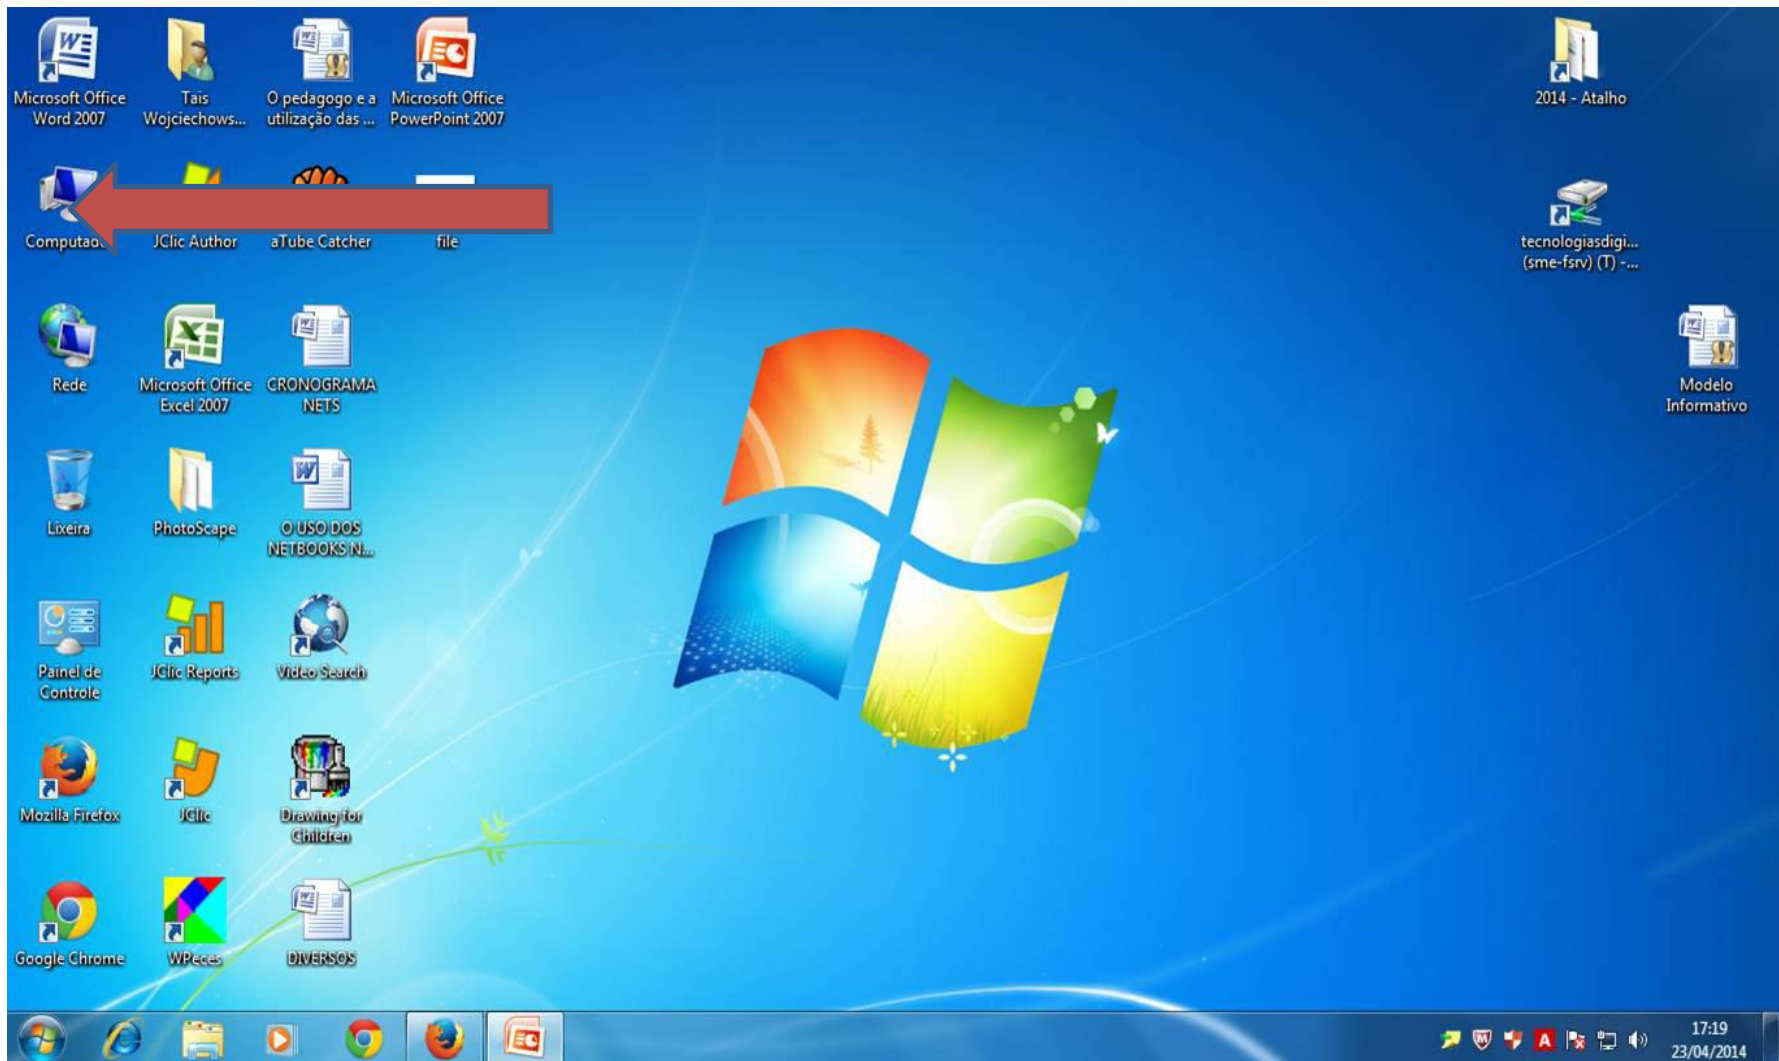 Microsoft Office
Word 2007
Tais
Wojciechows...
O pedagogo e a
utilização das ...
Microsoft Office
PowerPoint 2007
2014 - Atalho
JClic Author
aTube Catcher
file
tecnologiasdigi...
(sme-fsrv) (T) -...
Rede
Microsoft Office
Excel 2007
CRONOGRAMA
NETS
Modelo
Informativo
Lixeira
PhotoScape
O USO DOS
NETBOOKS N...
Painel de
Controle
JClic Reports
Video Search
Mozilla Firefox
JClic
Drawing for
Children
Google Chrome
WPeces
DIVERSOS
17:19
23/04/2014